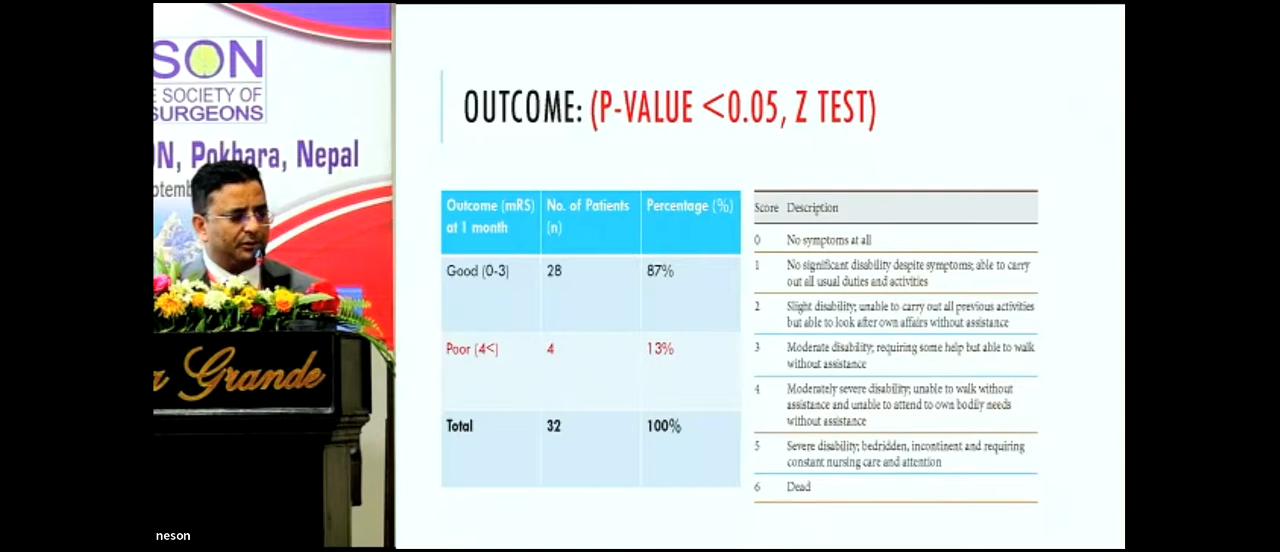 SON
E SOCIETY OF
SURGEONS
N, Pokhara, Nepal
ptemb
Grande
neson
OUTCOME: (P-VALUE <0.05, Z TEST)
Outcome (mRS) at 1 month No. of Patients (n) Percentage (%)
Good (0-3) 28 87%
Poor (4<) 4 13%
Total 32 100%
Score Description
0 No symptoms at all
1 No significant disability despite symptoms; able to carry
out all usual duties and activities
2 Slight disability; unable to carry out all previous activities
but able to look after own affairs without assistance
3 Moderate disability; requiring some help but able to walk
without assistance
4 Moderately severe disability; unable to walk without
assistance and unable to attend to own bodily needs
without assistance
5 Severe disability; bedridden, incontinent and requiring
constant nursing care and attention
6 Dead